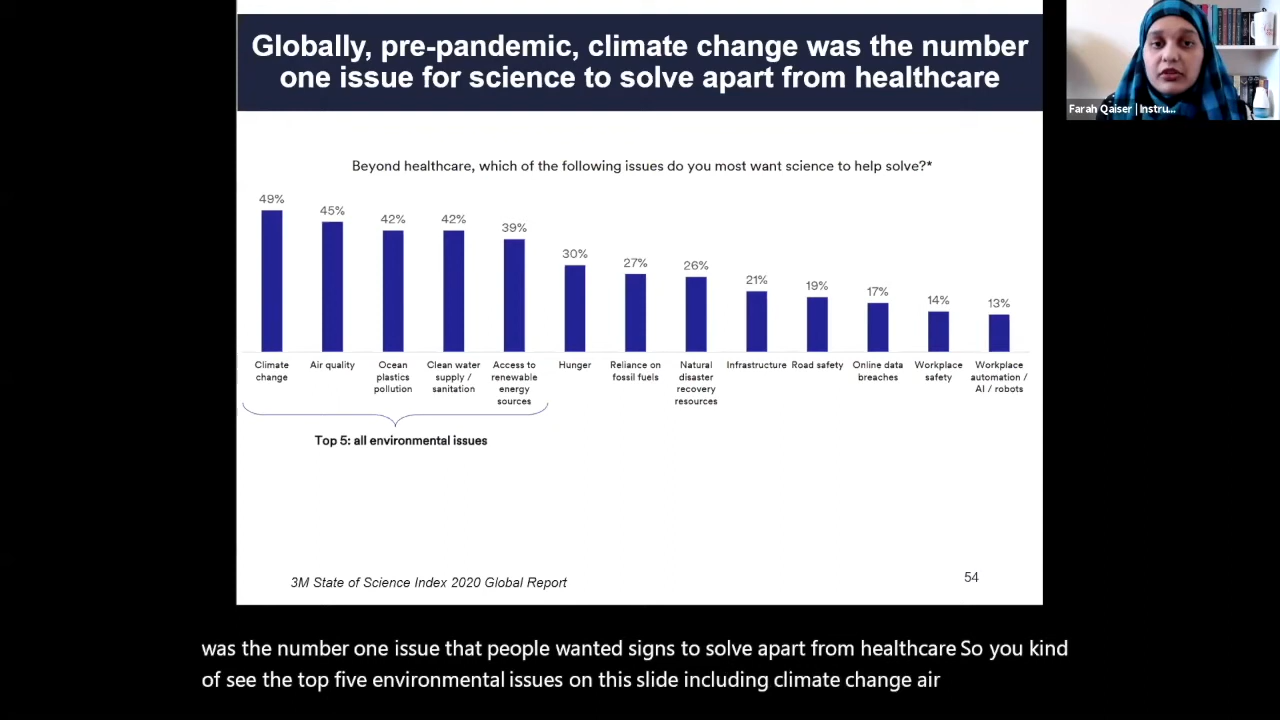 Globally, pre-pandemic, climate change was the number
one issue for science to solve apart from healthcare
Farah Qaiser | Instru...
Beyond healthcare, which of the following issues do you most want science to help solve?*
49%
45%
42%
42%
39%
30%
27%
26%
21%
19%
17%
14%
13%
Climate
change
Air quality
Ocean
plastics
pollution
Clean water
supply /
sanitation
Access to
renewable
energy
sources
Hunger
Reliance on
fossil fuels
Natural
disaster
recovery
resources
Infrastructure
Road safety
Online data
breaches
Workplace
safety
Workplace
automation /
AI / robots
Top 5: all environmental issues
3M State of Science Index 2020 Global Report
54
was the number one issue that people wanted signs to solve apart from healthcare So you kind
of see the top five environmental issues on this slide including climate change air